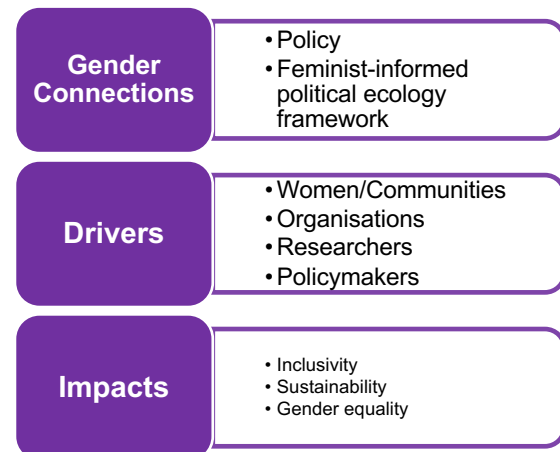 Gender
Connections
• Policy
• Feminist-informed
political ecology
framework
Drivers
• Women/Communities
• Organisations
• Researchers
• Policymakers
Impacts
• Inclusivity
• Sustainability
• Gender equality